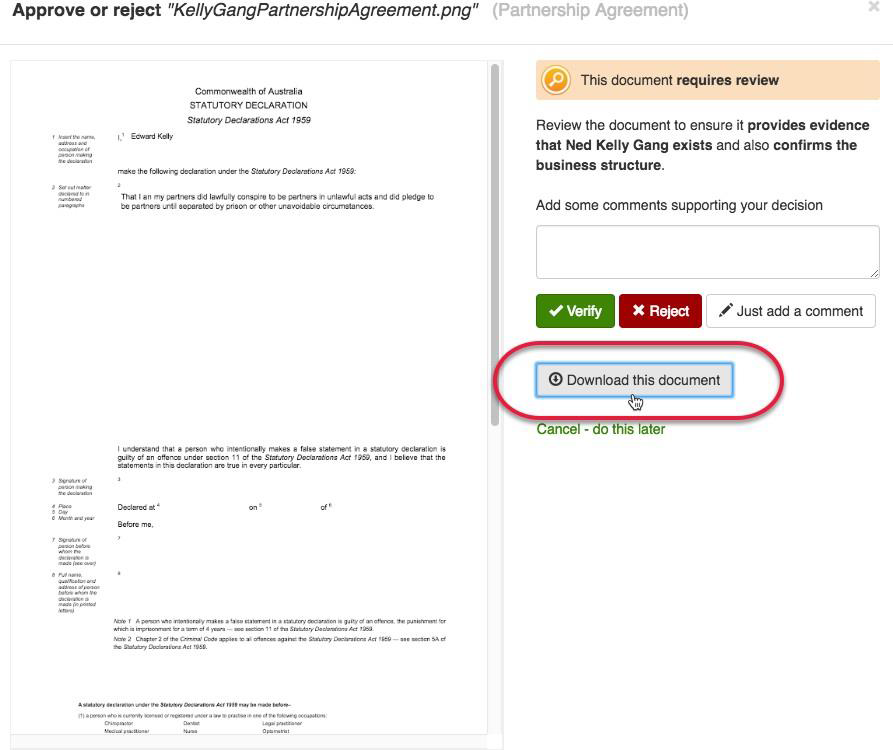 Approve or reject "KellyGangPartnershipAgreement.png" (Partnership Agreement)
×
Commonwealth of Australia
STATUTORY DECLARATION
Statutory Declarations Act 1959
1 Insert the name,
address and
occupation of
person making
the declaration
I,1 Edward Kelly
make the following declaration under the Statutory Declarations Act 1959:
2 Set out matter
declared to in
numbered
paragraphs
2
That I an my partners did lawfully conspire to be partners in unlawful acts and did pledge to
be partners until separated by prison or other unavoidable circumstances.
I understand that a person who intentionally makes a false statement in a statutory declaration is
guilty of an offence under section 11 of the Statutory Declarations Act 1959, and I believe that the
statements in this declaration are true in every particular.
3 Signature of
person making
the declaration
3
4 Place
5 Day
6 Month and year
Declared at 4 on 5 of 6
Before me,
7 Signature of
person before
whom the
declaration is
made (see over)
7
8 Full name,
qualification and
address of person
before whom the
declaration is
made (in printed
letters)
8
Note 1 A person who intentionally makes a false statement in a statutory declaration is guilty of an offence, the punishment for
which is imprisonment for a term of 4 years — see section 11 of the Statutory Declarations Act 1959.
Note 2 Chapter 2 of the Criminal Code applies to all offences against the Statutory Declarations Act 1959 — see section 5A of
the Statutory Declarations Act 1959.
A statutory declaration under the Statutory Declarations Act 1959 may be made before–
(1) a person who is currently licensed or registered under a law to practise in one of the following occupations:
Chiropractor Dentist Legal practitioner
Medical practitioner Nurse Optometrist
This document requires review
Review the document to ensure it provides evidence
that Ned Kelly Gang exists and also confirms the
business structure.
Add some comments supporting your decision
Verify
Reject
Just add a comment
Download this document
Cancel - do this later